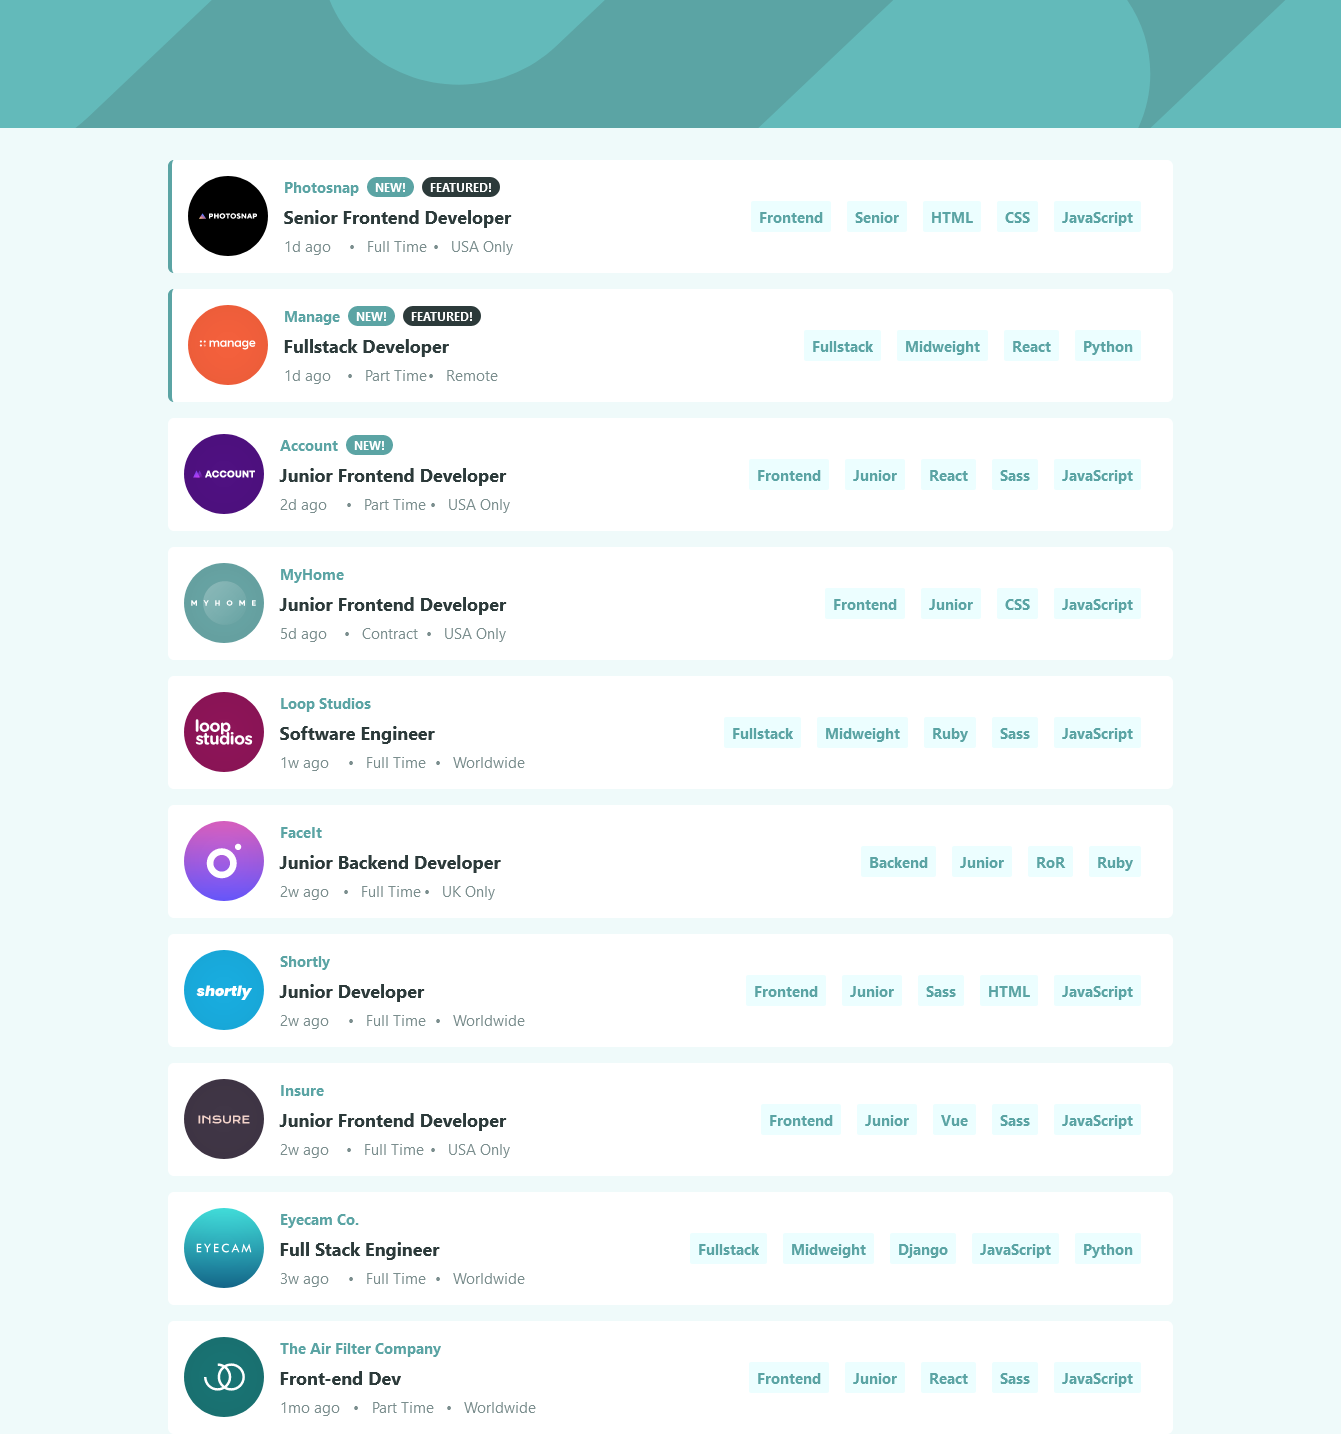 PHOTOSNAP
Photosnap NEW! FEATURED!
Senior Frontend Developer
1d ago • Full Time • USA Only
Frontend Senior HTML CSS JavaScript
manage
Manage NEW! FEATURED!
Fullstack Developer
1d ago • Part Time • Remote
Fullstack Midweight React Python
ACCOUNT
Account NEW!
Junior Frontend Developer
2d ago • Part Time • USA Only
Frontend Junior React Sass JavaScript
MYHOME
MyHome
Junior Frontend Developer
5d ago • Contract • USA Only
Frontend Junior CSS JavaScript
loop
studios
Loop Studios
Software Engineer
1w ago • Full Time • Worldwide
Fullstack Midweight Ruby Sass JavaScript
FaceIt
Junior Backend Developer
2w ago • Full Time • UK Only
Backend Junior RoR Ruby
shortly
Shortly
Junior Developer
2w ago • Full Time • Worldwide
Frontend Junior Sass HTML JavaScript
INSURE
Insure
Junior Frontend Developer
2w ago • Full Time • USA Only
Frontend Junior Vue Sass JavaScript
EYECAM
Eyecam Co.
Full Stack Engineer
3w ago • Full Time • Worldwide
Fullstack Midweight Django JavaScript Python
The Air Filter Company
Front-end Dev
1mo ago • Part Time • Worldwide
Frontend Junior React Sass JavaScript